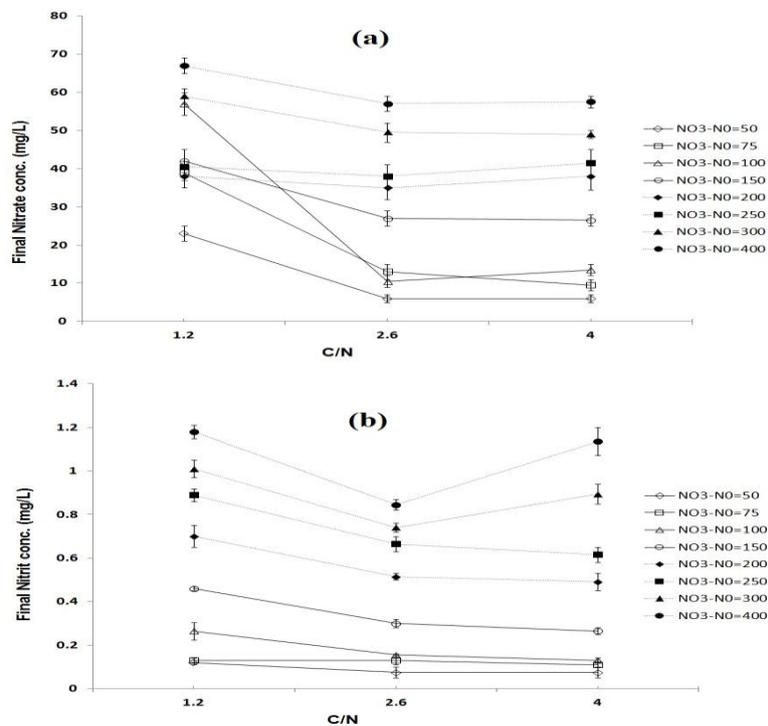 (a)
Final Nitrate conc. (mg/L)
80
70
60
50
40
30
20
10
0
1.2
2.6
4
C/N
NO3-N0=50
NO3-N0=75
NO3-N0=100
NO3-N0=150
NO3-N0=200
NO3-N0=250
NO3-N0=300
NO3-N0=400
(b)
Final Nitrit conc. (mg/L)
1.4
1.2
1
0.8
0.6
0.4
0.2
0
1.2
2.6
4
C/N
NO3-N0=50
NO3-N0=75
NO3-N0=100
NO3-N0=150
NO3-N0=200
NO3-N0=250
NO3-N0=300
NO3-N0=400